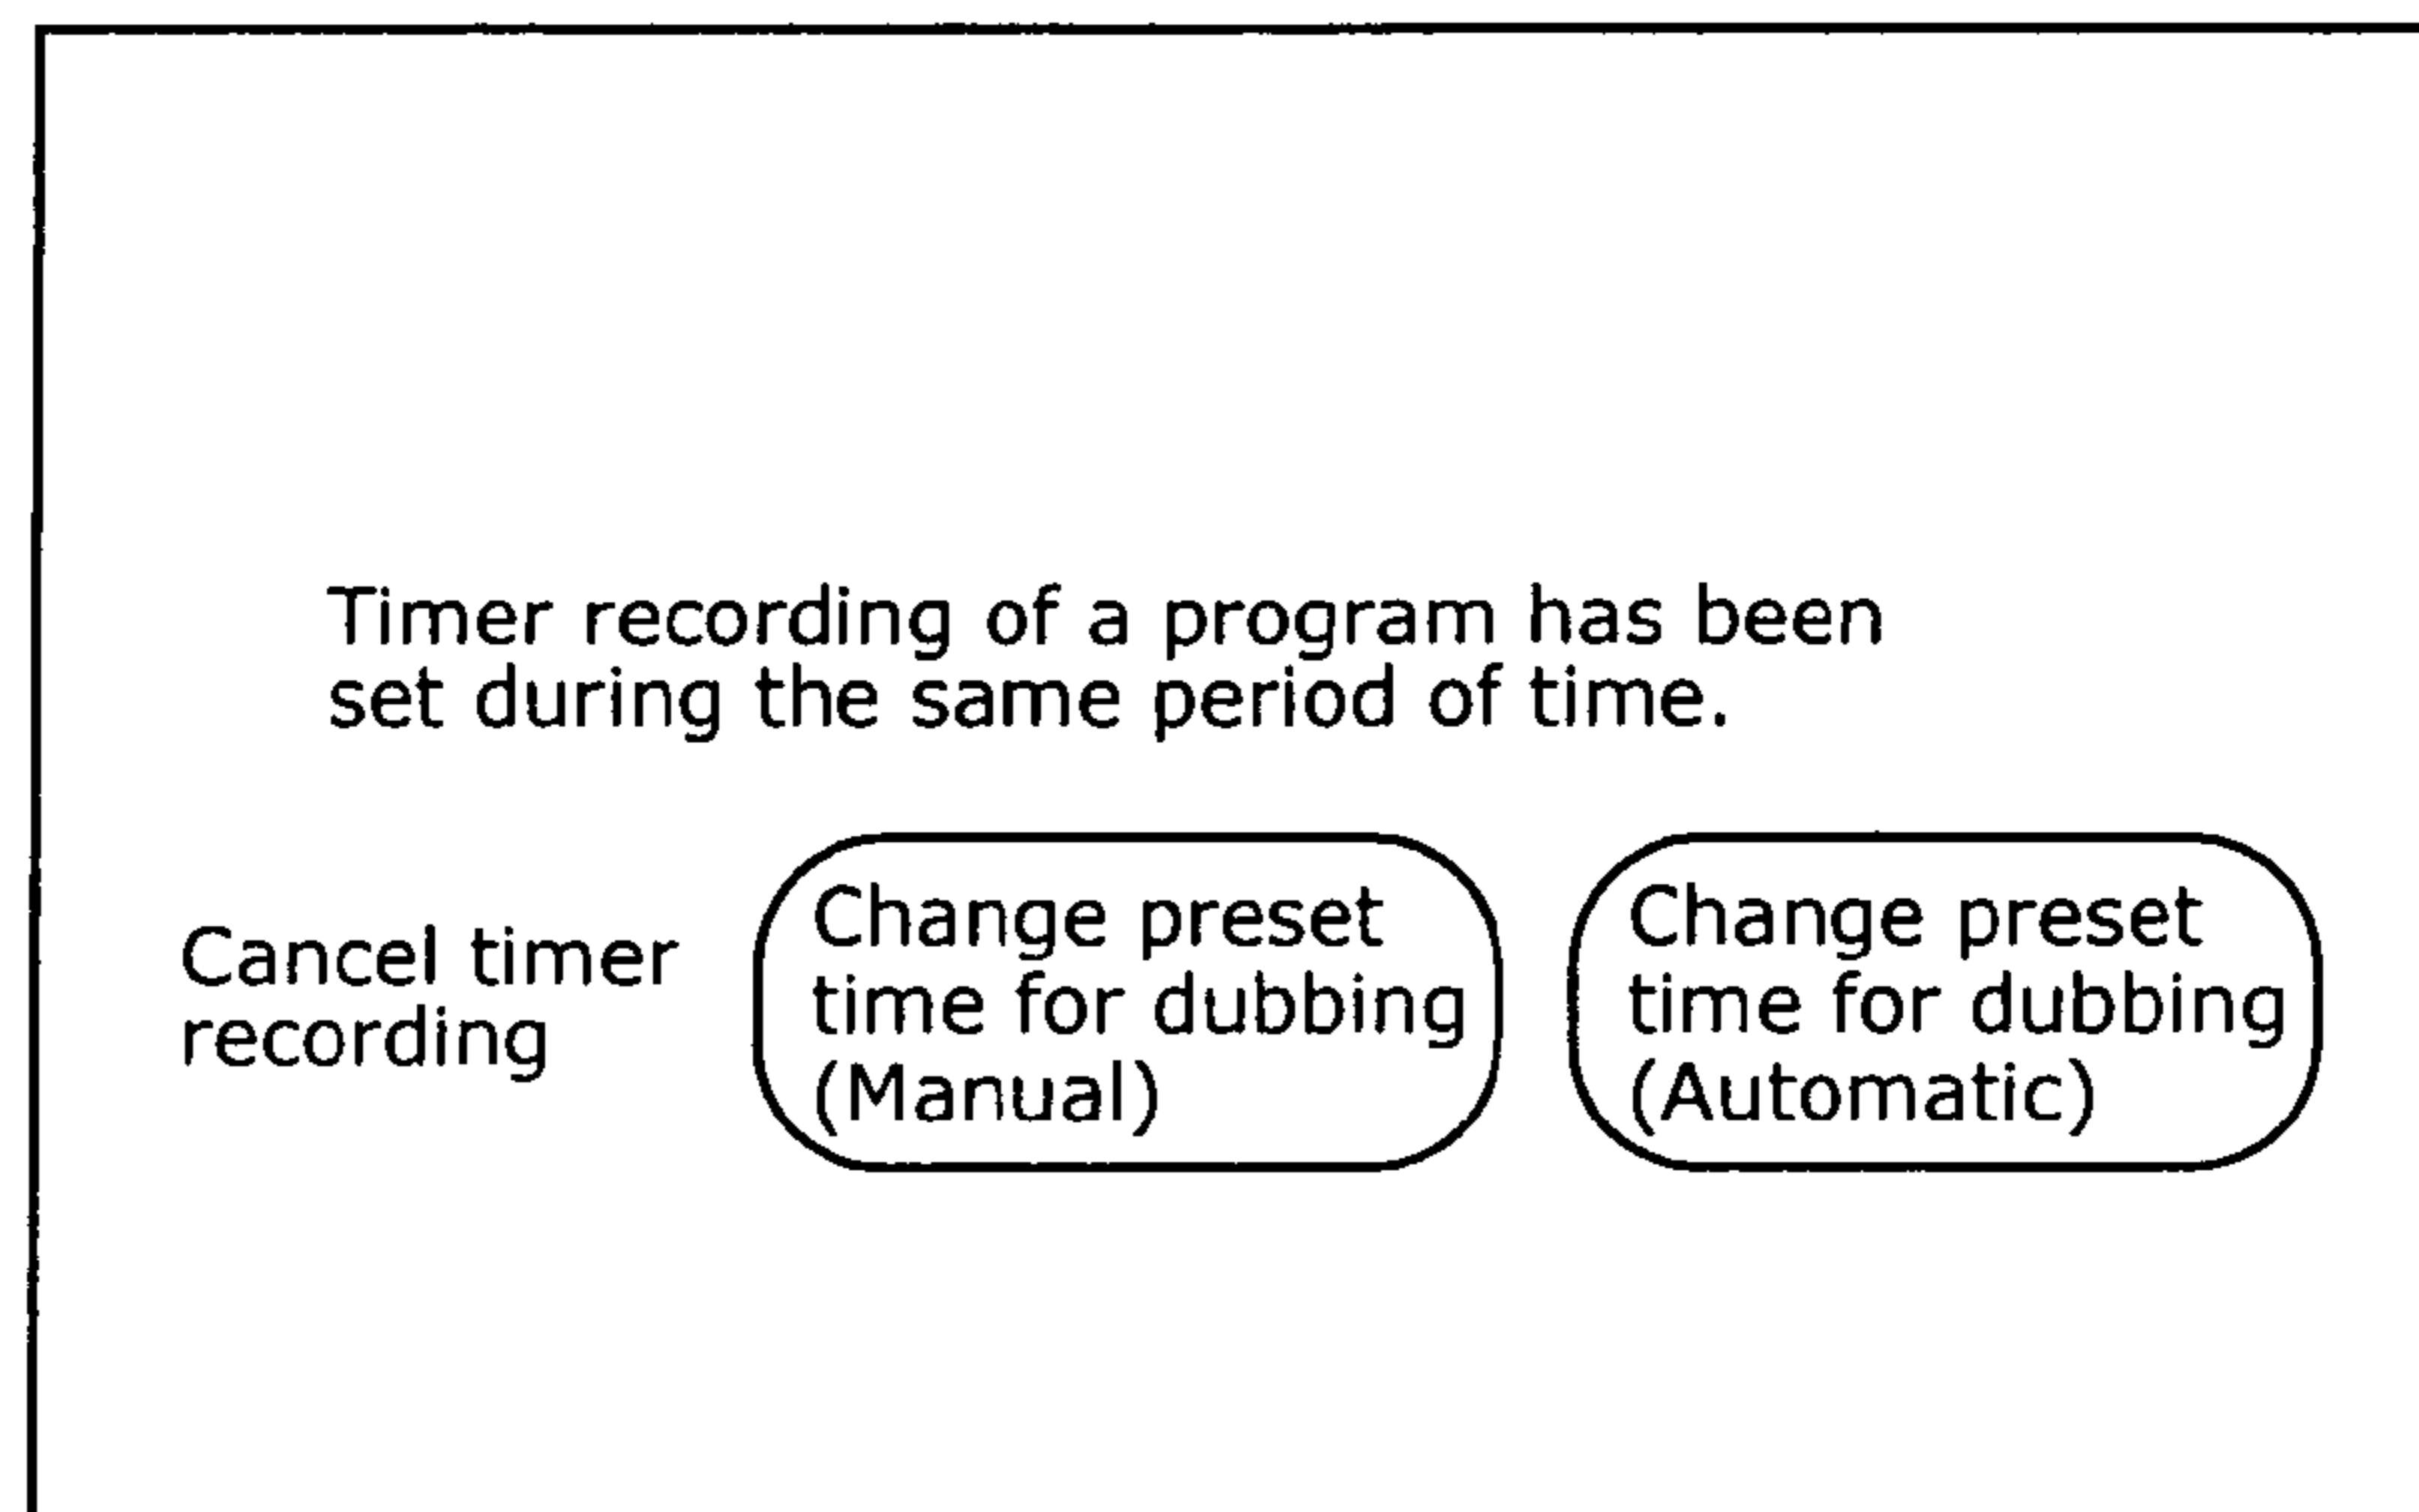 Timer recording of a program has been
set during the same period of time.
Cancel timer
recording
Change preset
time for dubbing
(Manual)
Change preset
time for dubbing
(Automatic)